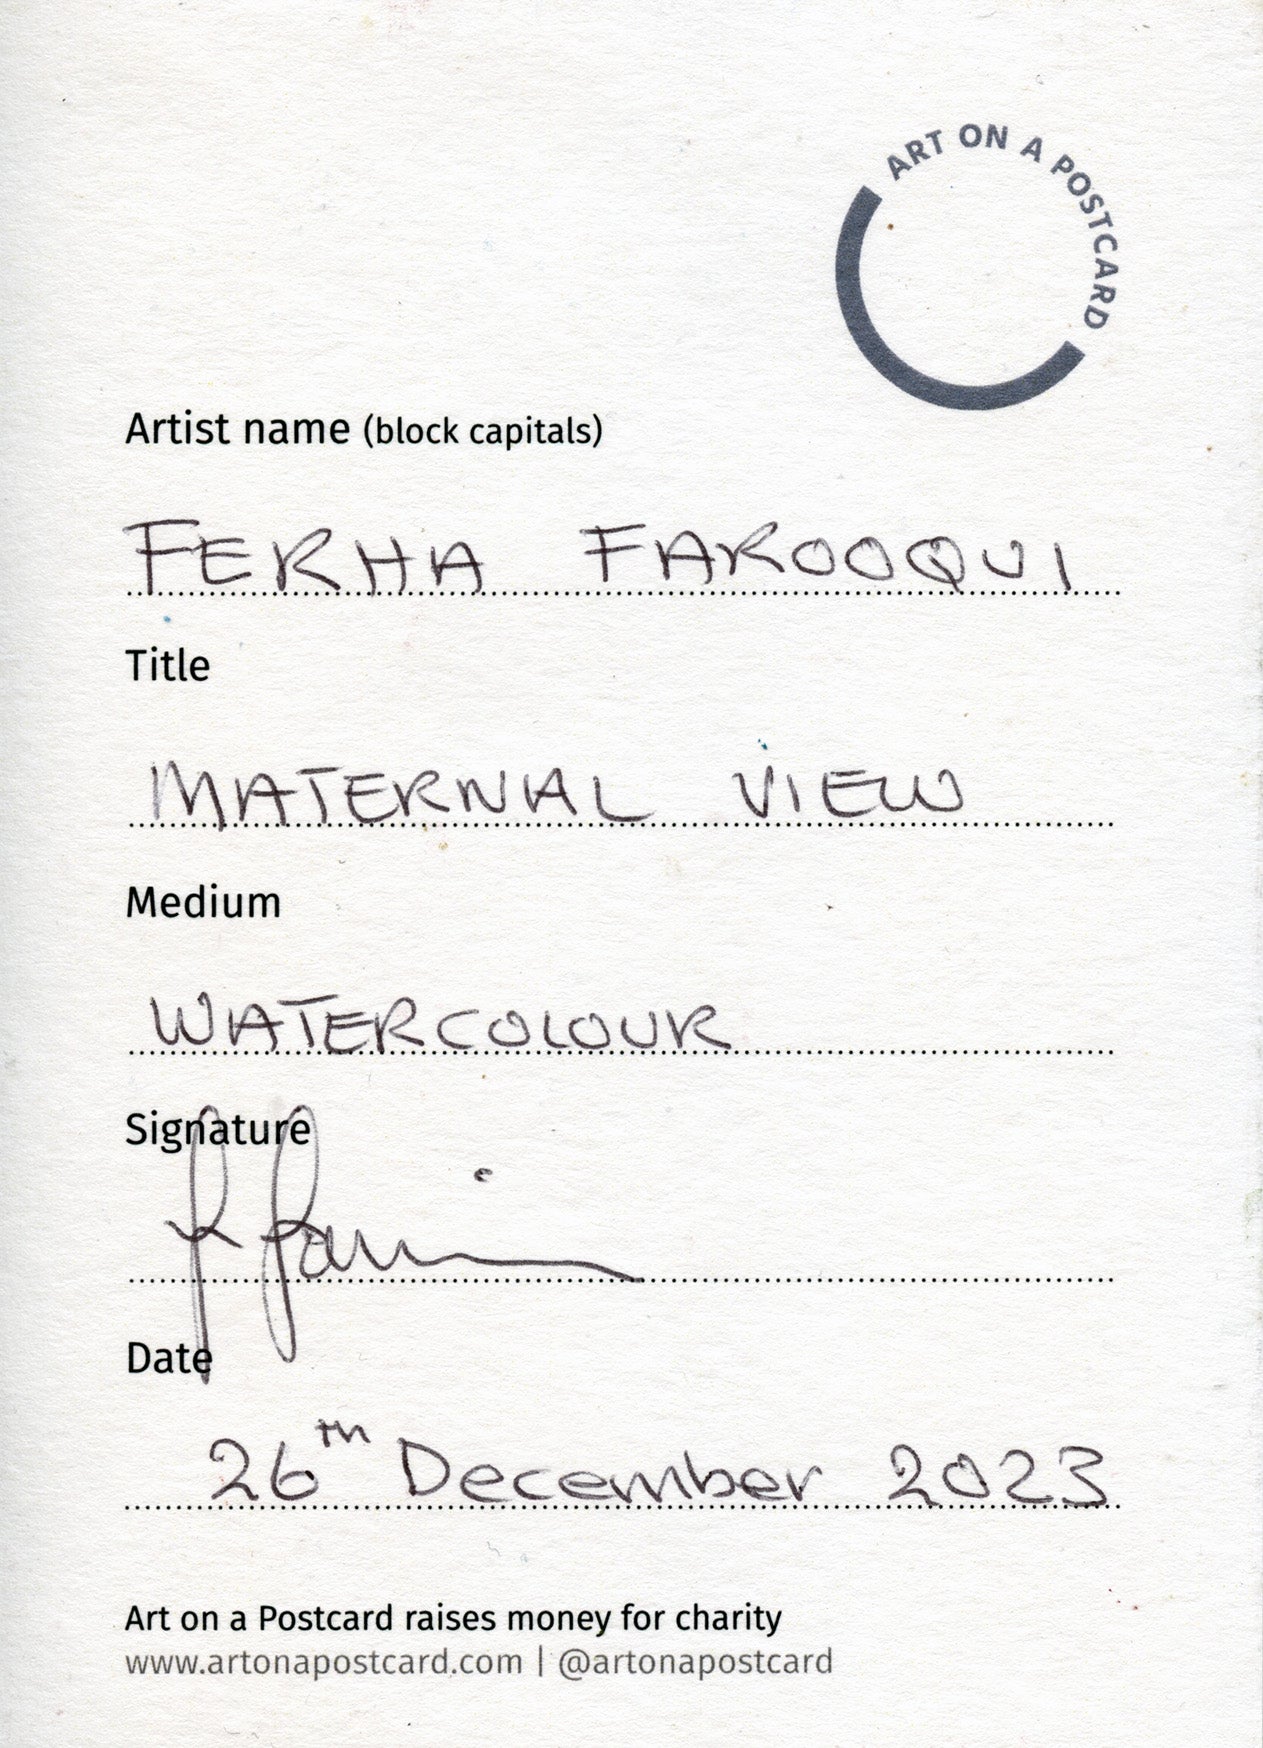 ART ON A POSTCARD
Artist name (block capitals)
FERHA FAROOQUI
Title
MATERNAL VIEW
Medium
WATERCOLOUR
Signature
Date
26th December 2023
Art on a Postcard raises money for charity
www.artonapostcard.com | @artonapostcard